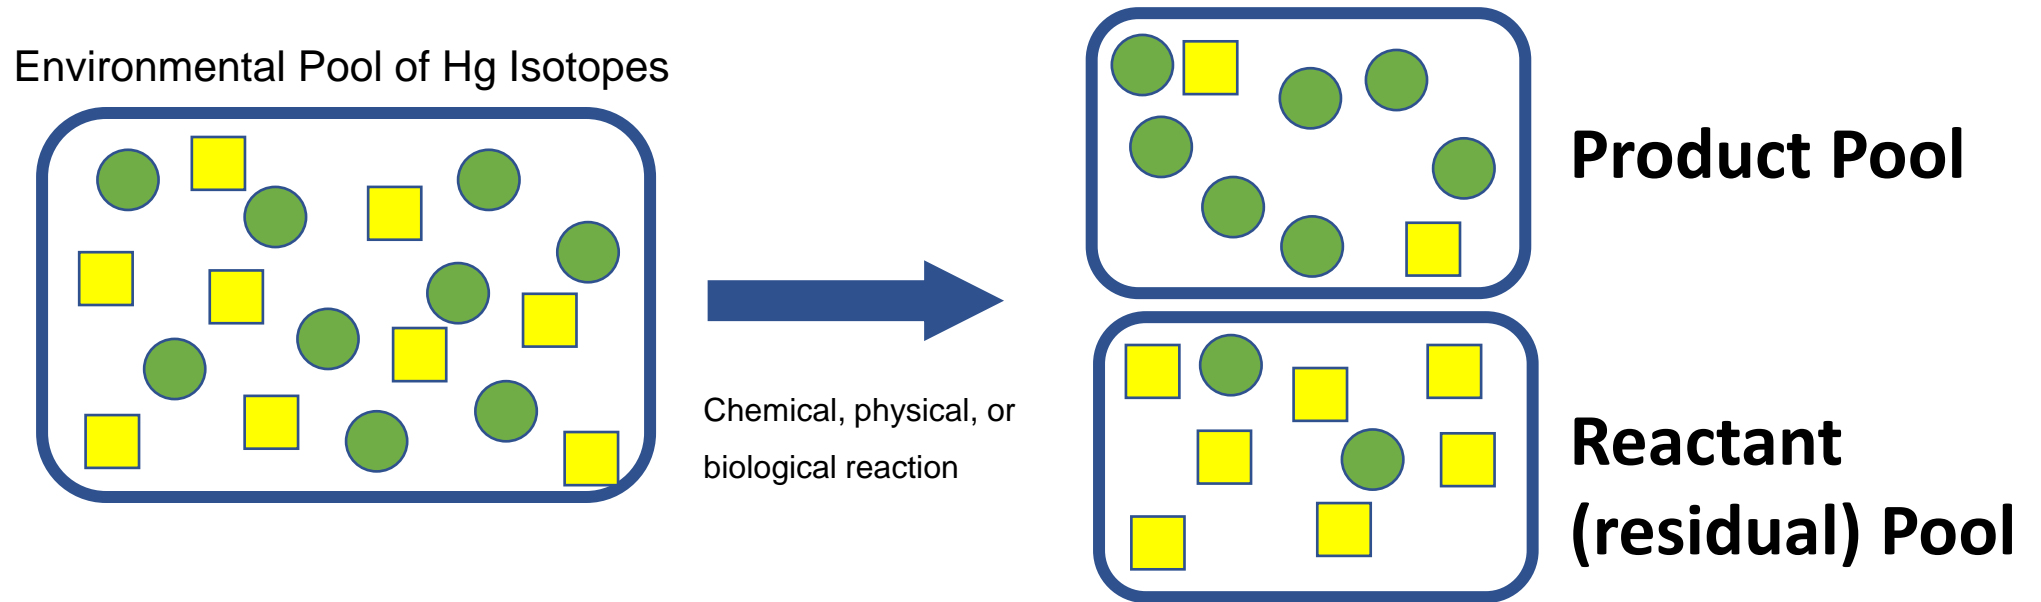 Environmental Pool of Hg Isotopes
Chemical, physical, or
biological reaction
Product Pool
Reactant
(residual) Pool